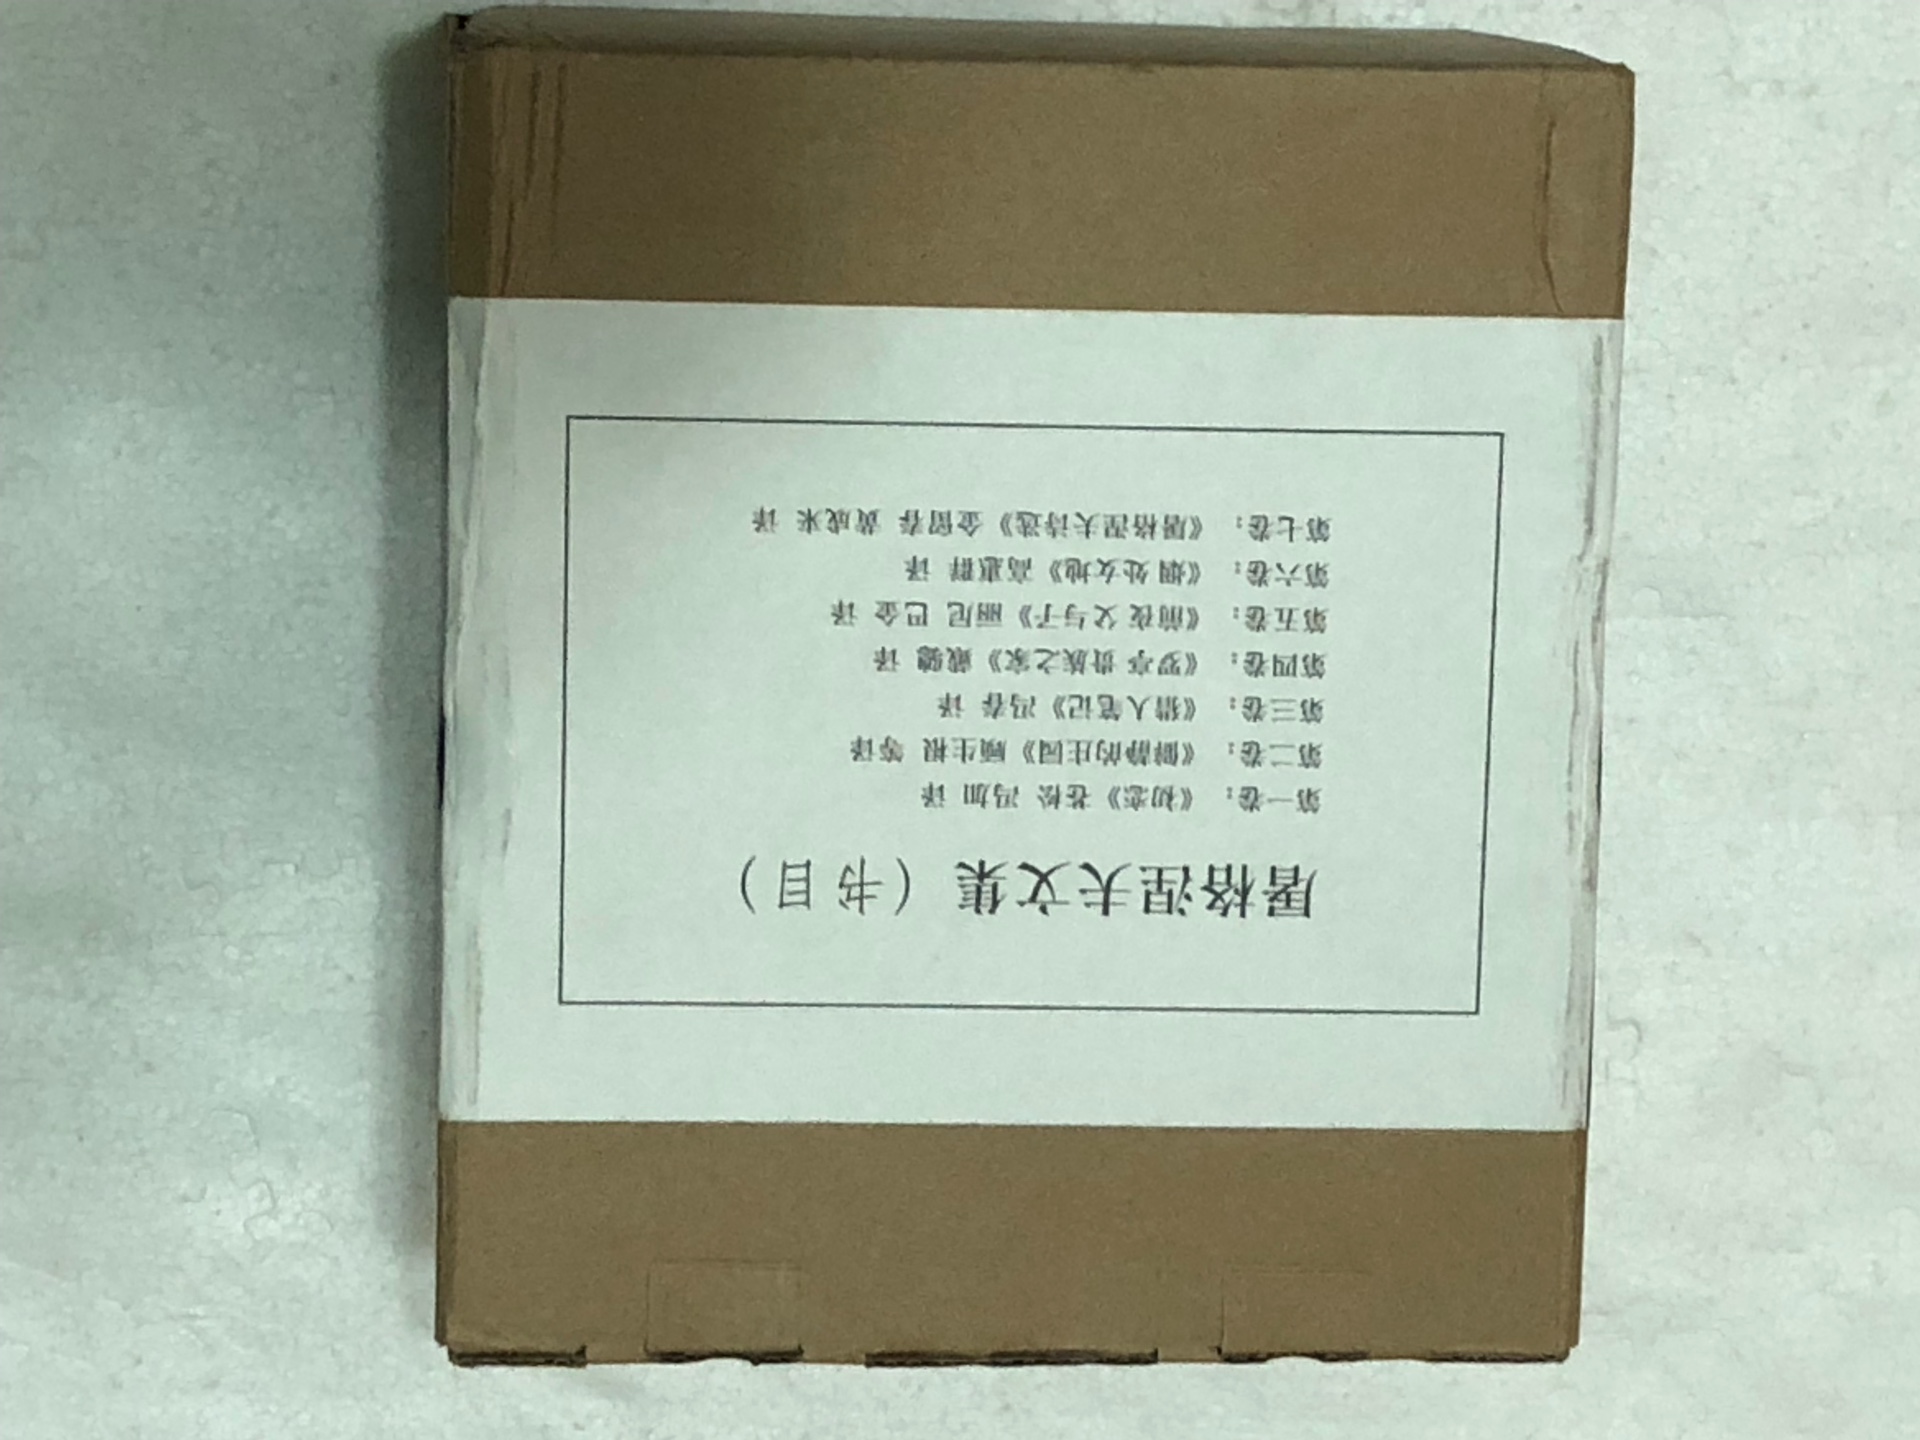 屠格涅夫文集（书目）
第一卷：《初恋》苍松 冯加 译
第二卷：《僻静的庄园》顾生根 等译
第三卷：《猎人笔记》冯春 译
第四卷：《罗亭 贵族之家》戴骢 译
第五卷：《前夜 父与子》丽尼 巴金 译
第六卷：《烟 处女地》高惠群 译
第七卷：《屠格涅夫诗选》金留春 黄成来 译